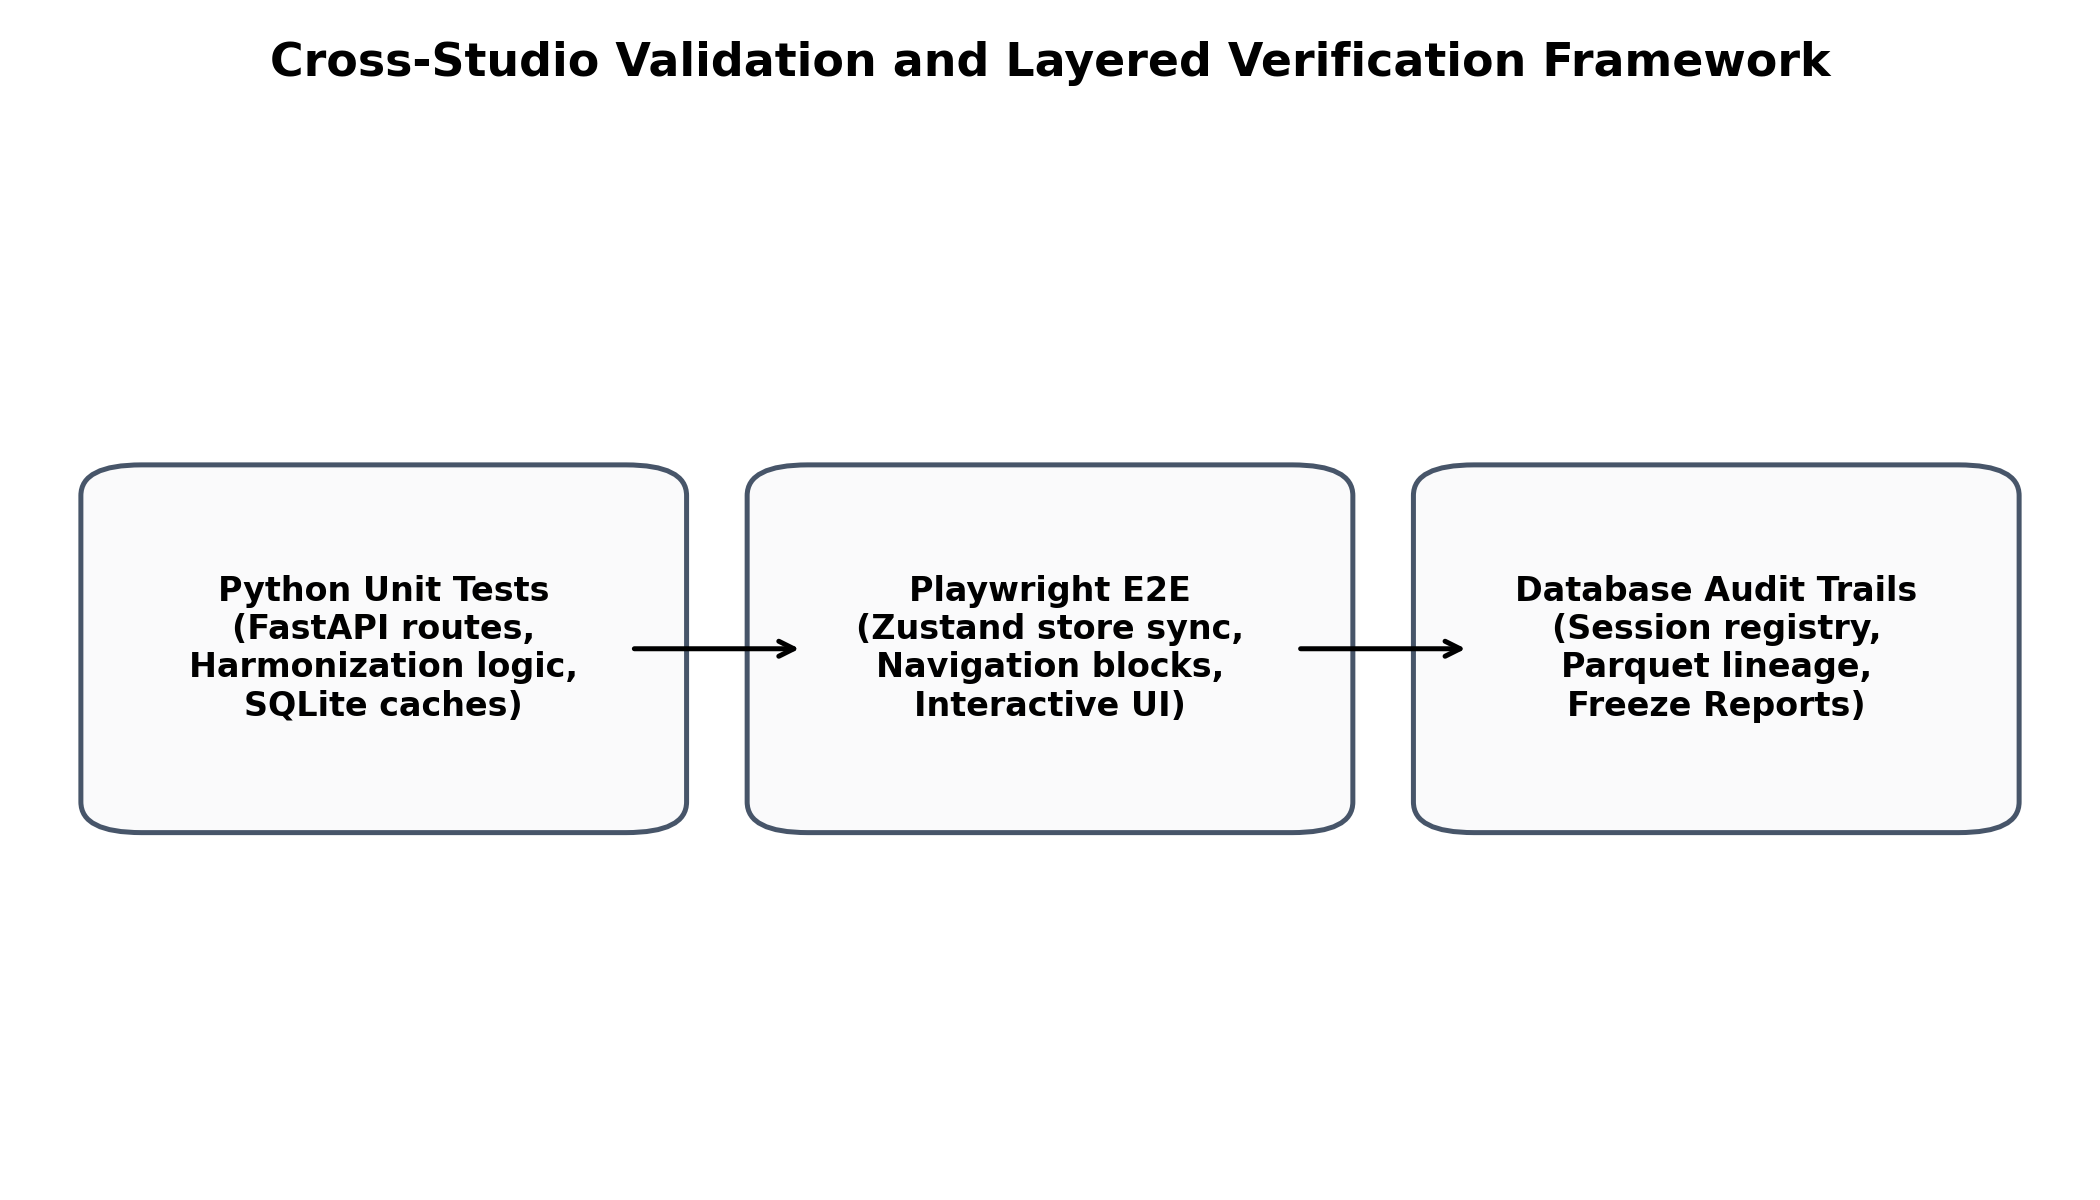 Cross-Studio Validation and Layered Verification Framework
Python Unit Tests
(FastAPI routes,
Harmonization logic,
SQLite caches)
Playwright E2E
(Zustand store sync,
Navigation blocks,
Interactive UI)
Database Audit Trails
(Session registry,
Parquet lineage,
Freeze Reports)